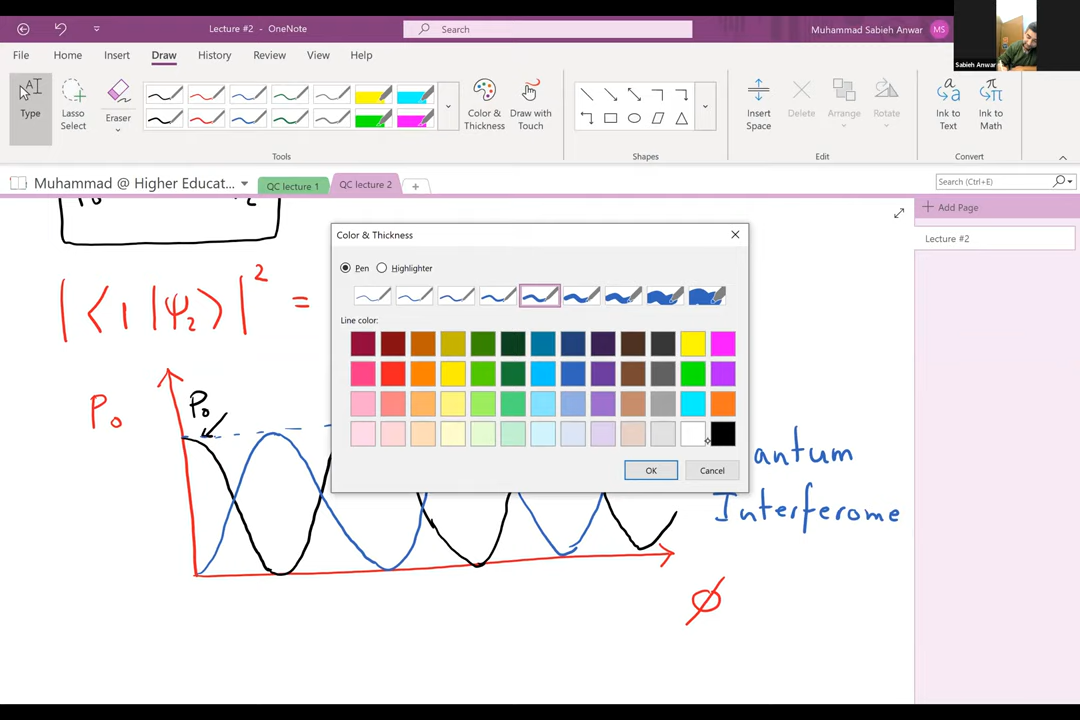 Lecture #2 - OneNote
Search
Muhammad Sabieh Anwar
MS
Sabieh Anwar
File Home Insert Draw History Review View Help
Type
Lasso Select
Eraser
Color & Thickness
Draw with Touch
Insert Space
Delete
Arrange
Rotate
Ink to Text
Ink to Math
Tools
Shapes
Edit
Convert
Muhammad @ Higher Educat...
QC lecture 1
QC lecture 2
Search (Ctrl+E)
Add Page
Lecture #2
Color & Thickness
Pen
Highlighter
Line color:
OK
Cancel
|⟨1|ψ₂⟩|² =
P₀
P₀
antum
Interferome
ϕ